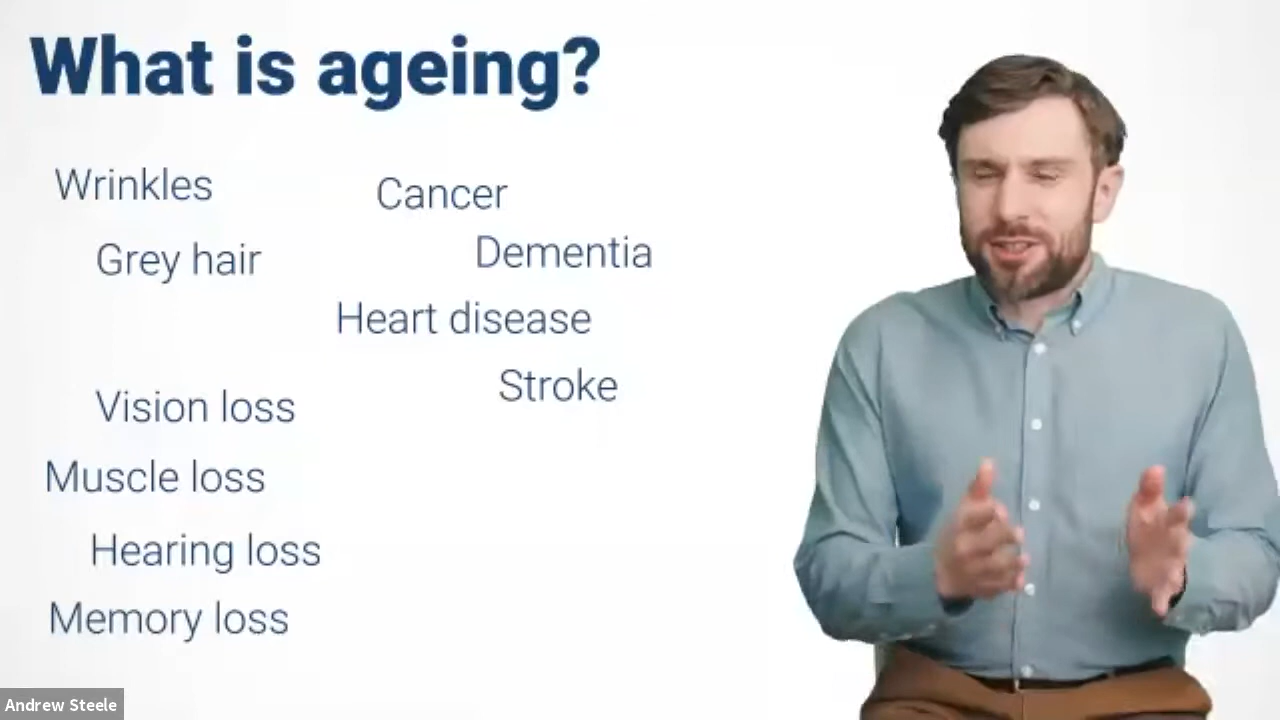 What is ageing?
Wrinkles
Cancer
Grey hair
Dementia
Heart disease
Stroke
Vision loss
Muscle loss
Hearing loss
Memory loss
Andrew Steele